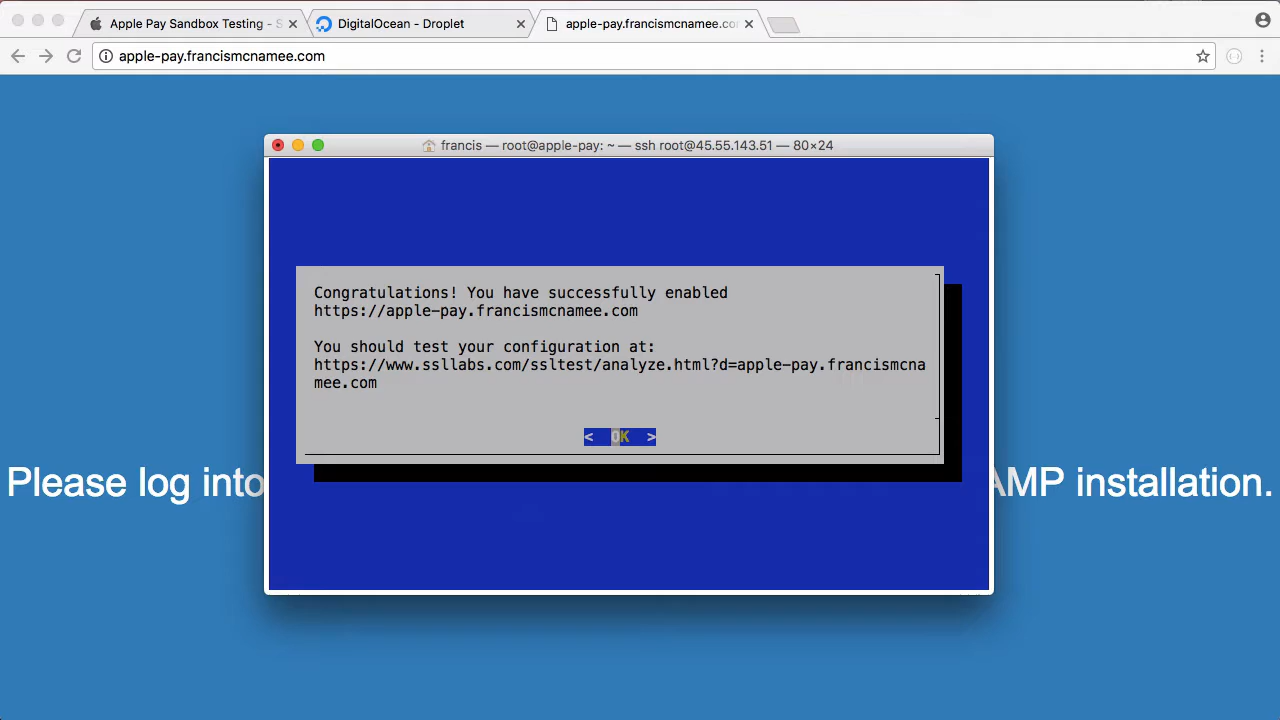 Apple Pay Sandbox Testing - S
DigitalOcean - Droplet
apple-pay.francismcnamee.co
apple-pay.francismcnamee.com
francis — root@apple-pay: ~ — ssh root@45.55.143.51 — 80×24
Congratulations! You have successfully enabled
https://apple-pay.francismcnamee.com
You should test your configuration at:
https://www.ssllabs.com/ssltest/analyze.html?d=apple-pay.francismcna
mee.com
< OK >
Please log into AMP installation.